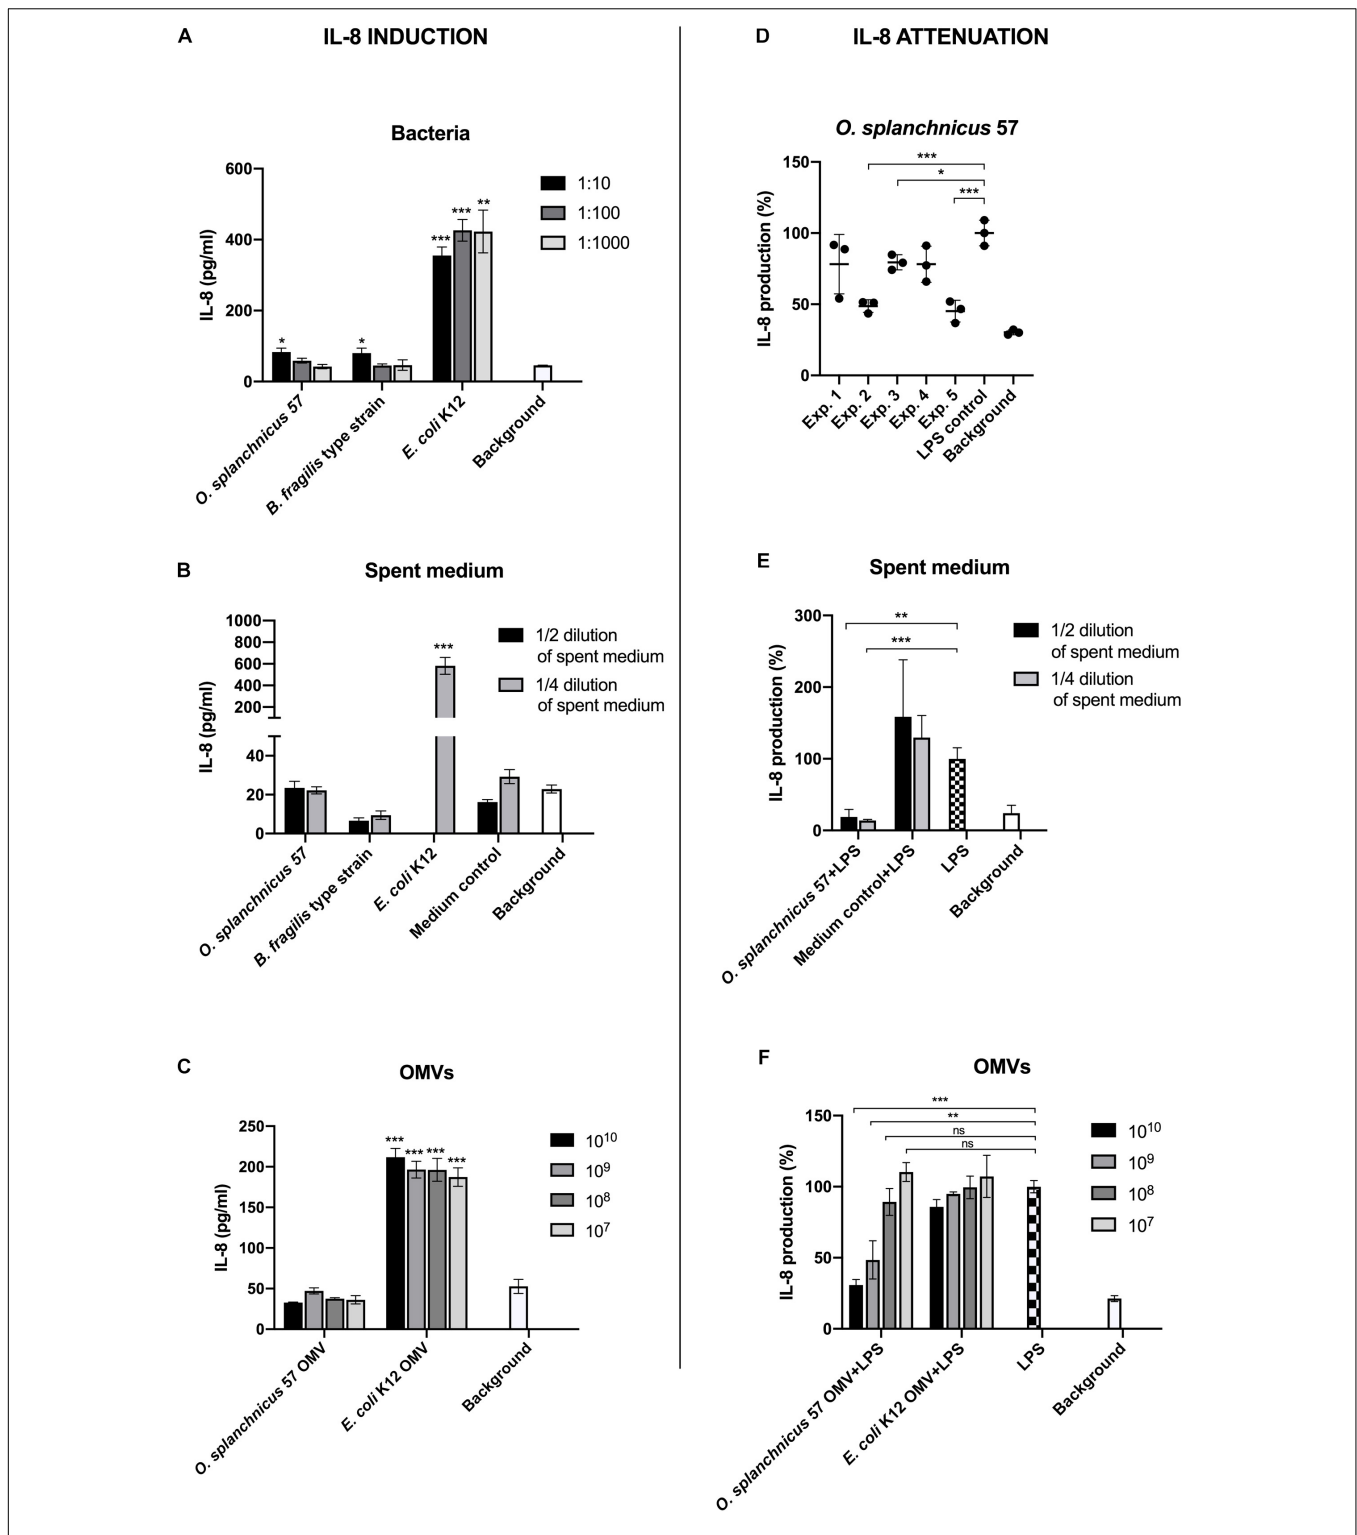 A
IL-8 INDUCTION
Bacteria
IL-8 (pg/ml)
600
400
200
0
*
*
***
***
**
1:10
1:100
1:1000
O. splanchnicus 57
B. fragilis type strain
E. coli K12
Background
B
Spent medium
IL-8 (pg/ml)
1000
800
600
400
200
40
20
0
***
1/2 dilution
of spent medium
1/4 dilution
of spent medium
O. splanchnicus 57
B. fragilis type strain
E. coli K12
Medium control
Background
C
OMVs
IL-8 (pg/ml)
250
200
150
100
50
0
***
***
***
***
10¹⁰
10⁹
10⁸
10⁷
O. splanchnicus 57 OMV
E. coli K12 OMV
Background
D
IL-8 ATTENUATION
O. splanchnicus 57
IL-8 production (%)
150
100
50
0
***
*
***
Exp. 1
Exp. 2
Exp. 3
Exp. 4
Exp. 5
LPS control
Background
E
Spent medium
IL-8 production (%)
300
200
100
0
**
***
1/2 dilution
of spent medium
1/4 dilution
of spent medium
O. splanchnicus 57+LPS
Medium control+LPS
LPS
Background
F
OMVs
IL-8 production (%)
150
100
50
0
***
**
ns
ns
10¹⁰
10⁹
10⁸
10⁷
O. splanchnicus 57 OMV+LPS
E. coli K12 OMV+LPS
LPS
Background